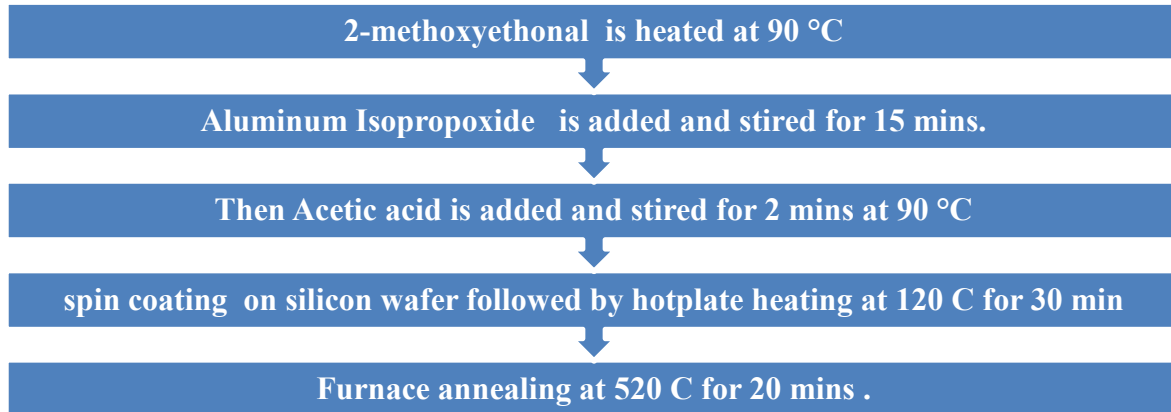 2-methoxyethonal is heated at 90 °C
Aluminum Isopropoxide is added and stired for 15 mins.
Then Acetic acid is added and stired for 2 mins at 90 °C
spin coating on silicon wafer followed by hotplate heating at 120 C for 30 min
Furnace annealing at 520 C for 20 mins .